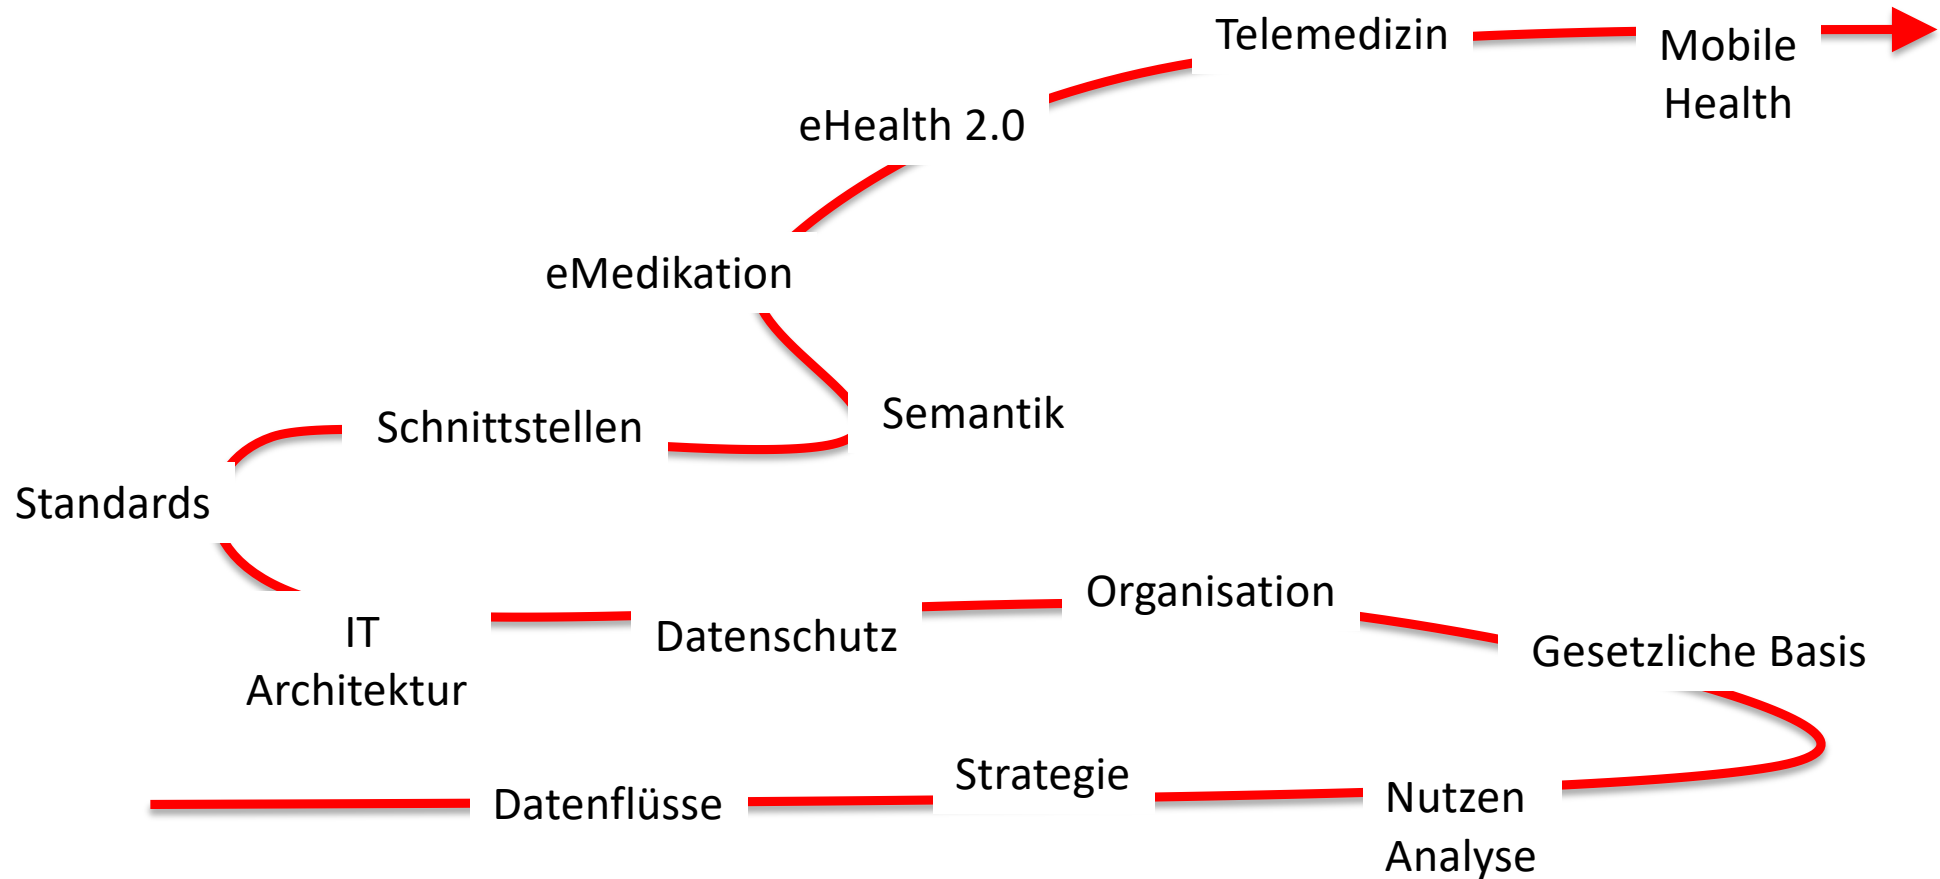 Telemedizin
Mobile
Health
eHealth 2.0
eMedikation
Schnittstellen
Semantik
Standards
IT
Architektur
Datenschutz
Organisation
Gesetzliche Basis
Datenflüsse
Strategie
Nutzen
Analyse